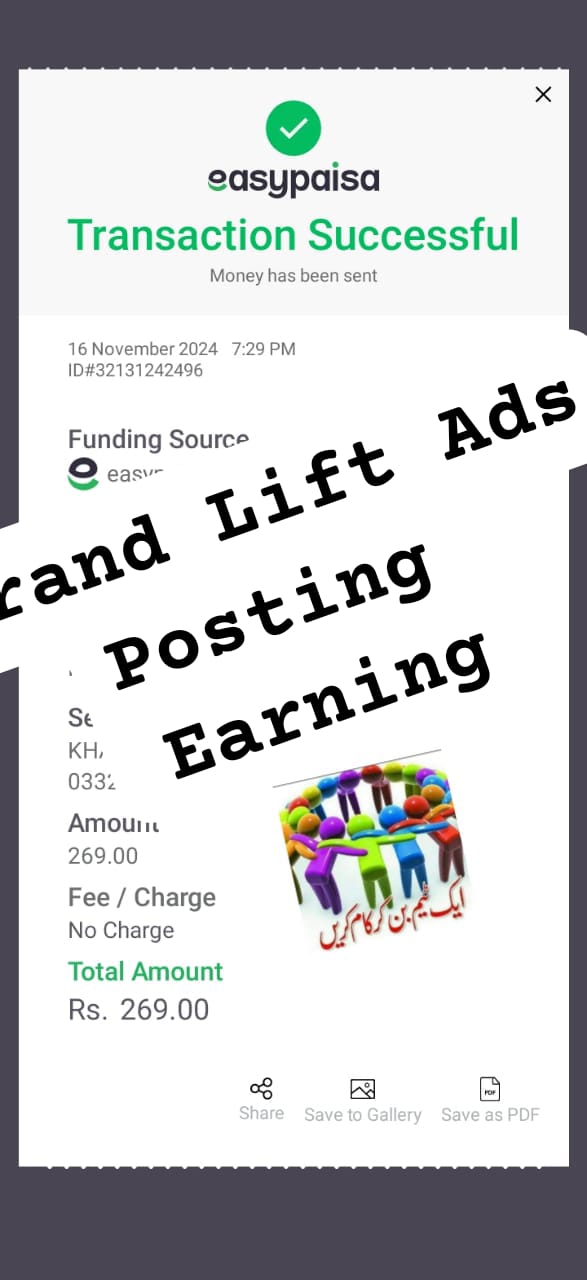 easypaisa
Transaction Successful
Money has been sent
16 November 2024 7:29 PM
ID#32131242496
Funding Source
Lift Ads
Posting
Earning
0332
Amount
269.00
Fee / Charge
No Charge
ایک ٹیم بن کر کام کریں
Total Amount
Rs. 269.00
Share
Save to Gallery
Save as PDF
PDF